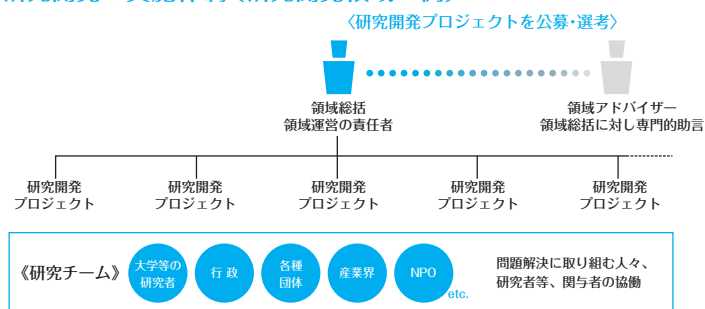 〈研究開発プロジェクトを公募・選考〉
領域総括
領域運営の責任者
領域アドバイザー
領域総括に対し専門的助言
研究開発
プロジェクト
研究開発
プロジェクト
研究開発
プロジェクト
研究開発
プロジェクト
研究開発
プロジェクト
《研究チーム》
大学等の
研究者
行 政
各種
団体
産業界
NPO
etc.
問題解決に取り組む人々、
研究者等、関与者の協働